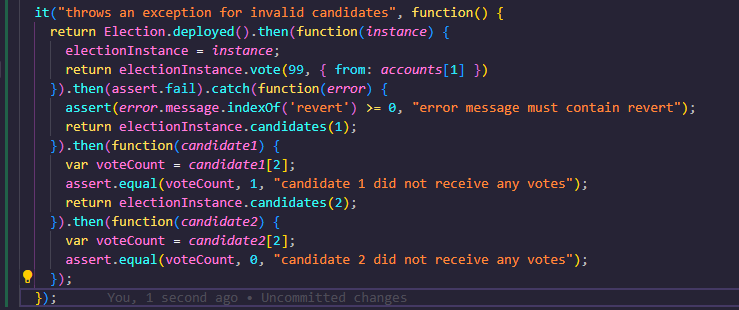 it("throws an exception for invalid candidates", function() {
return Election.deployed().then(function(instance) {
electionInstance = instance;
return electionInstance.vote(99, { from: accounts[1] })
}).then(assert.fail).catch(function(error) {
assert(error.message.indexOf('revert') >= 0, "error message must contain revert");
return electionInstance.candidates(1);
}).then(function(candidate1) {
var voteCount = candidate1[2];
assert.equal(voteCount, 1, "candidate 1 did not receive any votes");
return electionInstance.candidates(2);
}).then(function(candidate2) {
var voteCount = candidate2[2];
assert.equal(voteCount, 0, "candidate 2 did not receive any votes");
});
}); You, 1 second ago • Uncommitted changes